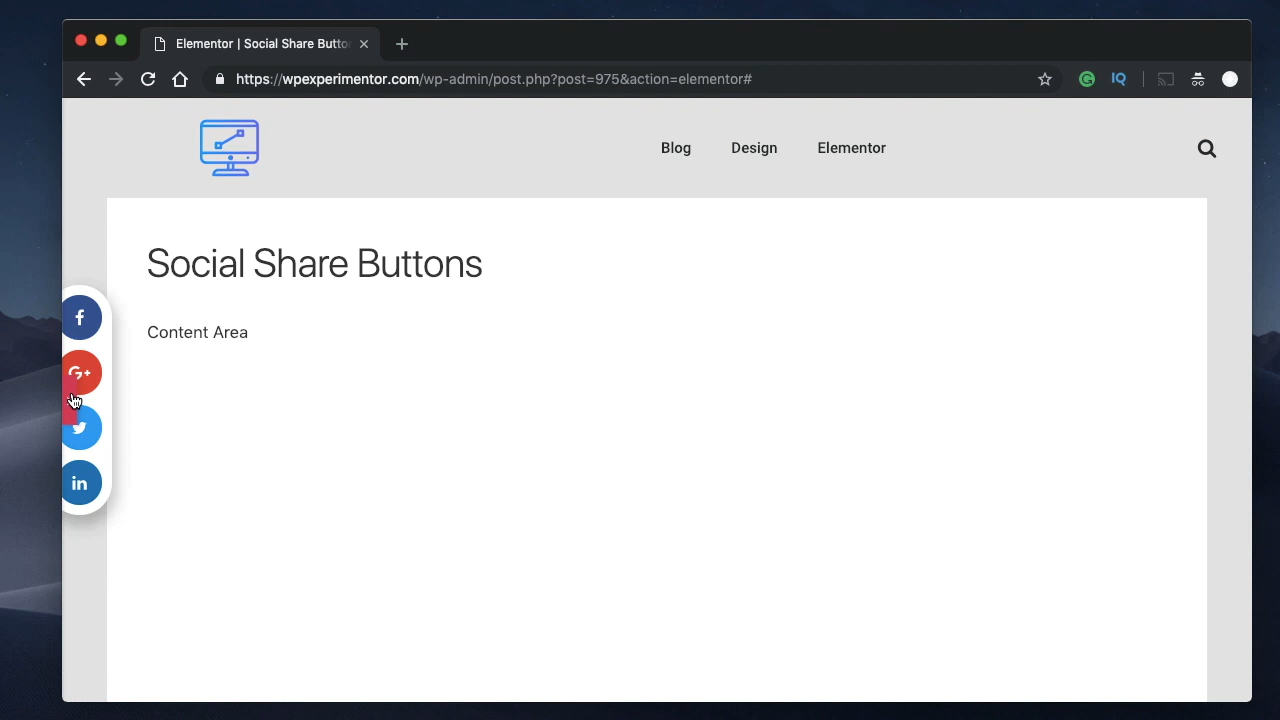 Elementor | Social Share Butto
https://wpexperimentor.com/wp-admin/post.php?post=975&action=elementor#
IQ
Blog
Design
Elementor
Social Share Buttons
Content Area
f
G+
in